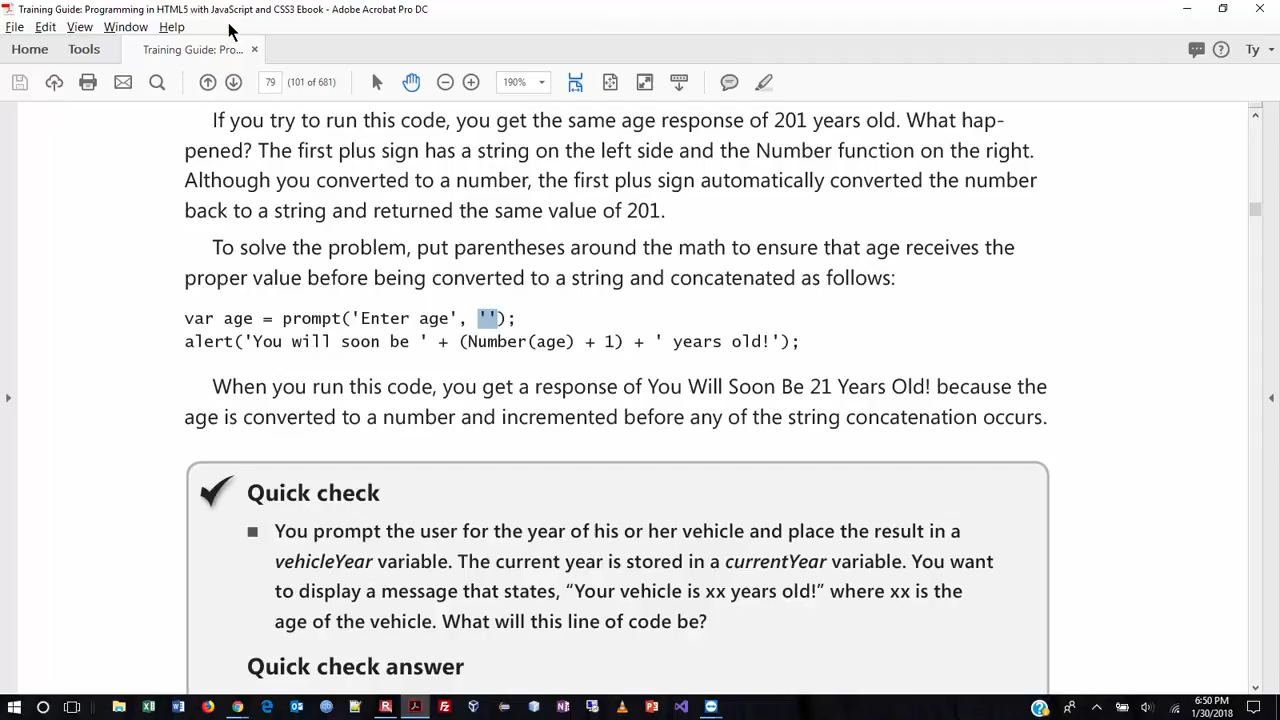 Training Guide: Programming in HTML5 with JavaScript and CSS3 Ebook - Adobe Acrobat Pro DC
File Edit View Window Help
Home Tools Training Guide: Pro... × Ty
79 (101 of 681) 190%
If you try to run this code, you get the same age response of 201 years old. What hap-
pened? The first plus sign has a string on the left side and the Number function on the right.
Although you converted to a number, the first plus sign automatically converted the number
back to a string and returned the same value of 201.
To solve the problem, put parentheses around the math to ensure that age receives the
proper value before being converted to a string and concatenated as follows:
var age = prompt('Enter age', '');
alert('You will soon be ' + (Number(age) + 1) + ' years old!');
When you run this code, you get a response of You Will Soon Be 21 Years Old! because the
age is converted to a number and incremented before any of the string concatenation occurs.
Quick check
■ You prompt the user for the year of his or her vehicle and place the result in a
vehicleYear variable. The current year is stored in a currentYear variable. You want
to display a message that states, “Your vehicle is xx years old!” where xx is the
age of the vehicle. What will this line of code be?
Quick check answer
6:50 PM
1/30/2018